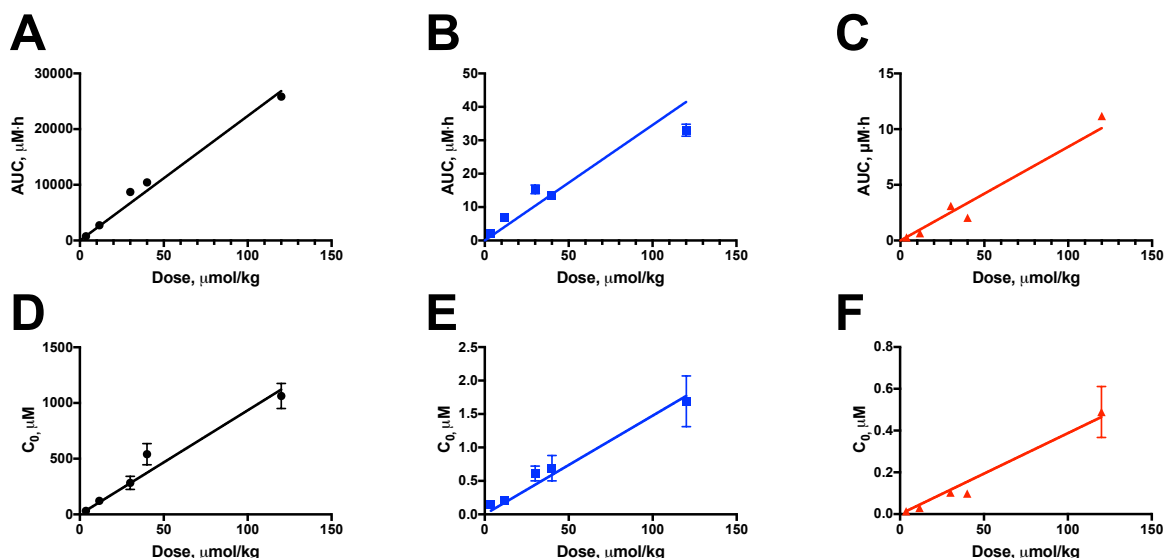 A
B
C
30000
20000
10000
0
AUC, μM·h
0
50
100
150
Dose, μmol/kg
50
40
30
20
10
0
AUC, μM·h
0
50
100
150
Dose, μmol/kg
15
10
5
0
AUC, μM·h
0
50
100
150
Dose, μmol/kg
D
E
F
1500
1000
500
0
C0, μM
0
50
100
150
Dose, μmol/kg
2.5
2.0
1.5
1.0
0.5
0.0
C0, μM
0
50
100
150
Dose, μmol/kg
0.8
0.6
0.4
0.2
0.0
C0, μM
0
50
100
150
Dose, μmol/kg